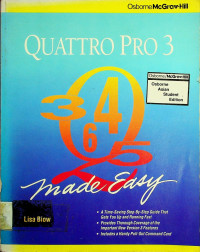 Osborne McGraw-Hill
QUATTRO PRO 3
Osborne/McGraw-Hill
Osborne
Asian
Student
Edition
3 6 4 2
made Easy
• A Time-Saving Step-By-Step Guide That
Gets You Up and Running Fast
• Provides Thorough Coverage of the
Important New Version 3 Features
• Includes a Handy Pull-Out Command Card
Lisa Biow